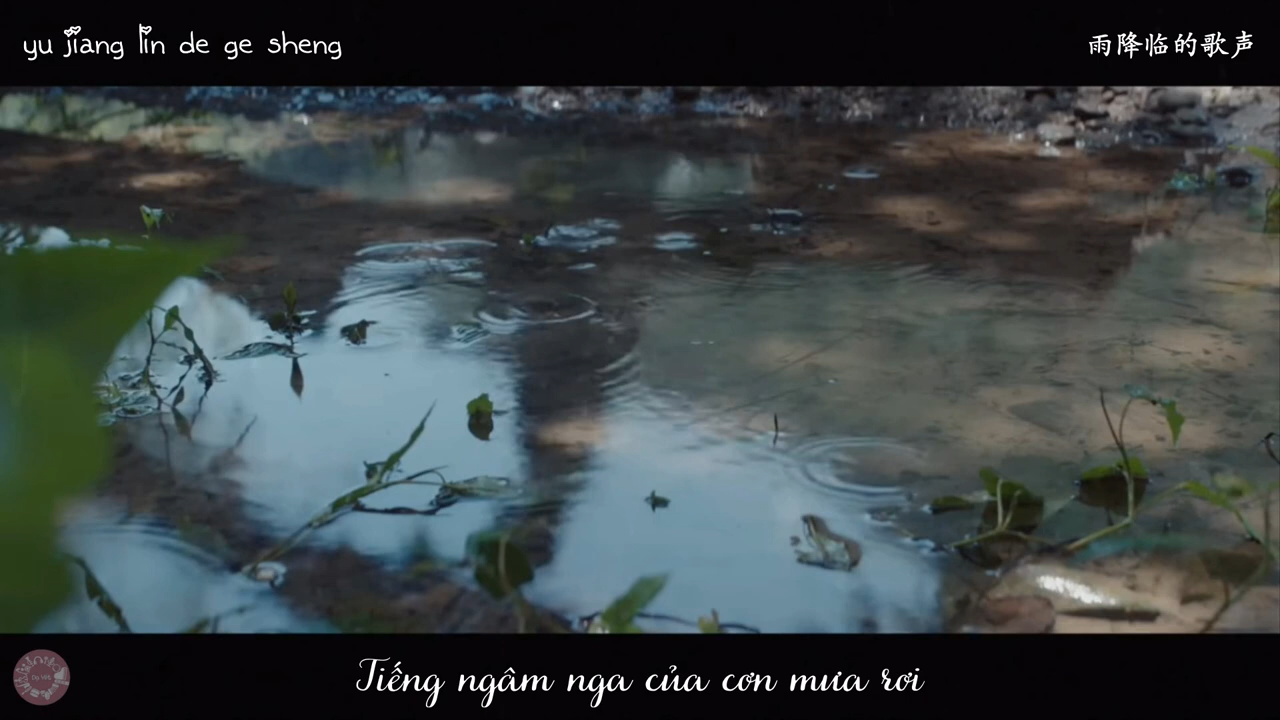 yu jiang lin de ge sheng
雨降临的歌声
Tiếng ngâm nga của cơn mưa rơi